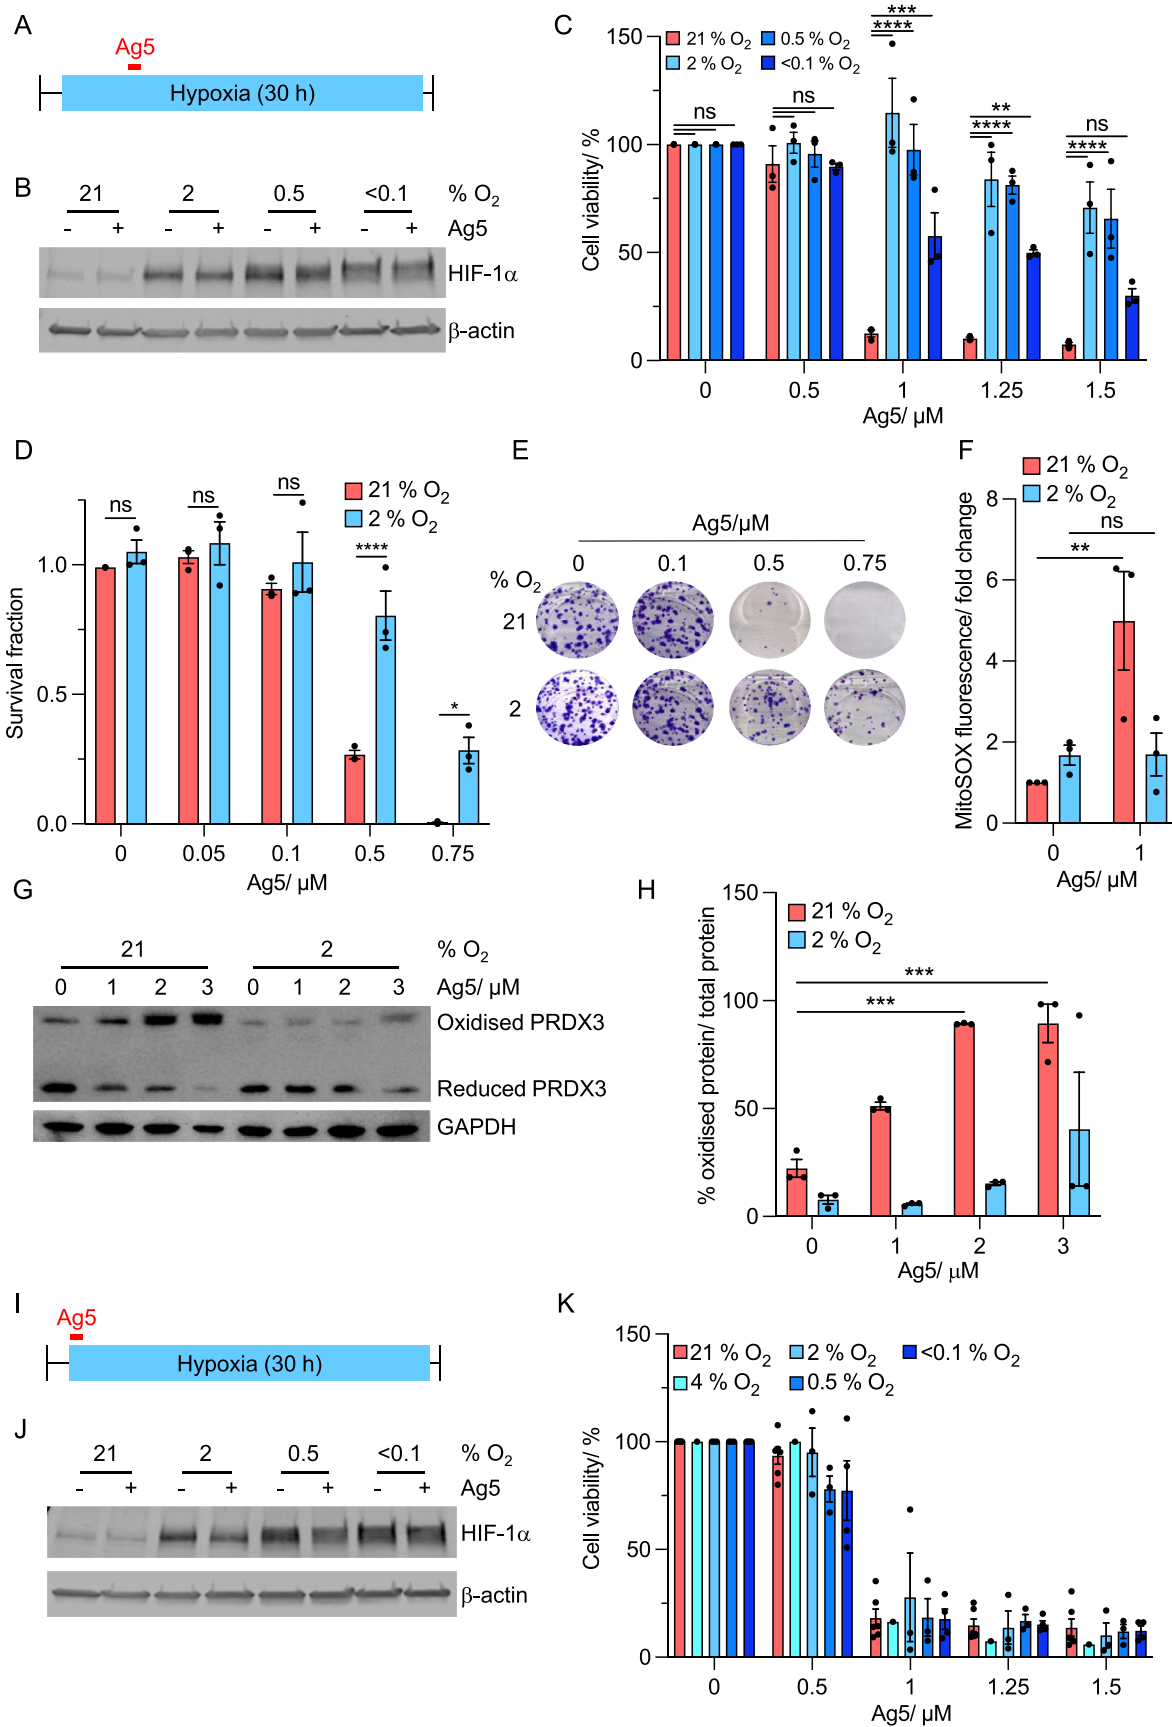 A
Ag5
Hypoxia (30 h)
B
21 2 0.5 <0.1 % O2
- + - + - + - + Ag5
HIF-1α
β-actin
C
21 % O2 0.5 % O2
2 % O2 <0.1 % O2
Cell viability/ %
150
100
50
0
ns
ns
***
****
**
****
ns
****
0 0.5 1 1.25 1.5
Ag5/ µM
D
21 % O2
2 % O2
Survival fraction
1.0
0.5
0.0
ns
ns
ns
****
*
0 0.05 0.1 0.5 0.75
Ag5/ µM
E
Ag5/µM
0 0.1 0.5 0.75
% O2
21
2
F
21 % O2
2 % O2
MitoSOX fluorescence/ fold change
8
6
4
2
0
ns
**
0 1
Ag5/ µM
G
21 2 % O2
0 1 2 3 0 1 2 3 Ag5/ µM
Oxidised PRDX3
Reduced PRDX3
GAPDH
H
21 % O2
2 % O2
% oxidised protein/ total protein
150
100
50
0
***
***
0 1 2 3
Ag5/ µM
I
Ag5
Hypoxia (30 h)
J
21 2 0.5 <0.1 % O2
- + - + - + - + Ag5
HIF-1α
β-actin
K
21 % O2 2 % O2 <0.1 % O2
4 % O2 0.5 % O2
Cell viability/ %
150
100
50
0
0 0.5 1 1.25 1.5
Ag5/ µM